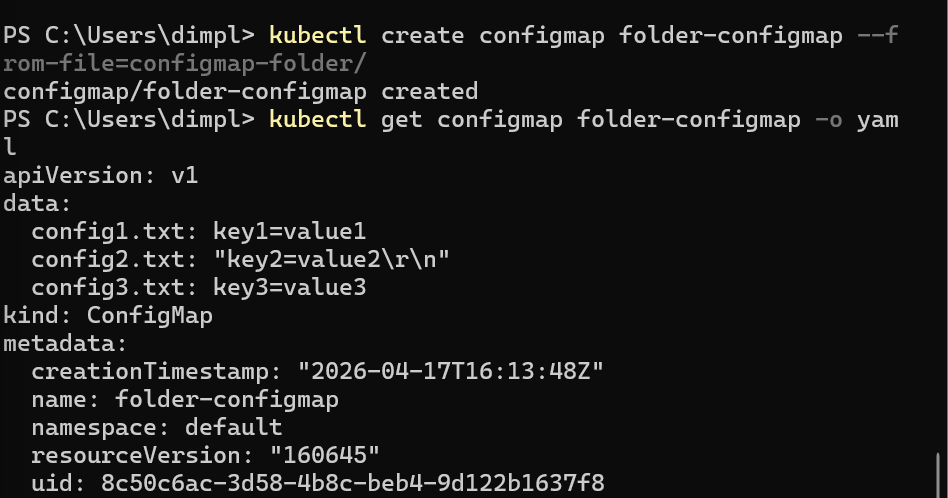 PS C:\Users\dimpl> kubectl create configmap folder-configmap --f
rom-file=configmap-folder/
configmap/folder-configmap created
PS C:\Users\dimpl> kubectl get configmap folder-configmap -o yam
l
apiVersion: v1
data:
  config1.txt: key1=value1
  config2.txt: "key2=value2\r\n"
  config3.txt: key3=value3
kind: ConfigMap
metadata:
  creationTimestamp: "2026-04-17T16:13:48Z"
  name: folder-configmap
  namespace: default
  resourceVersion: "160645"
  uid: 8c50c6ac-3d58-4b8c-beb4-9d122b1637f8